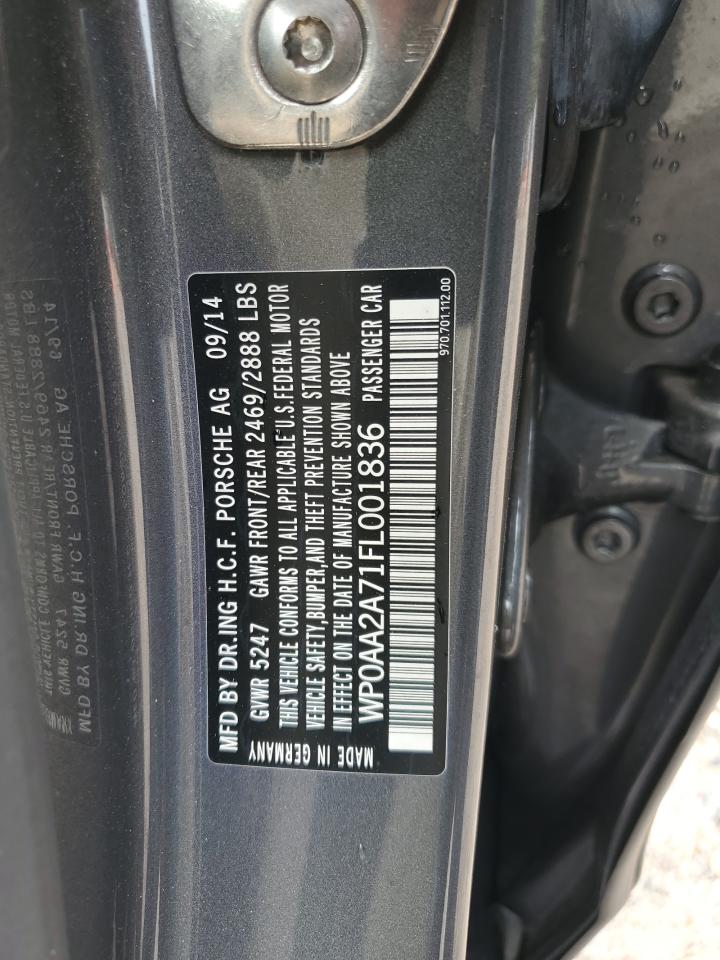 MFD BY DR.ING H.C.F. PORSCHE AG 09/14
GVWR 5247 GAWR FRONT/REAR 2469/2888 LBS
THIS VEHICLE CONFORMS TO ALL APPLICABLE U.S.FEDERAL MOTOR
VEHICLE SAFETY,BUMPER,AND THEFT PREVENTION STANDARDS
IN EFFECT ON THE DATE OF MANUFACTURE SHOWN ABOVE
WP0AA2A71FL001836 PASSENGER CAR
MADE IN GERMANY
970.701.112.00